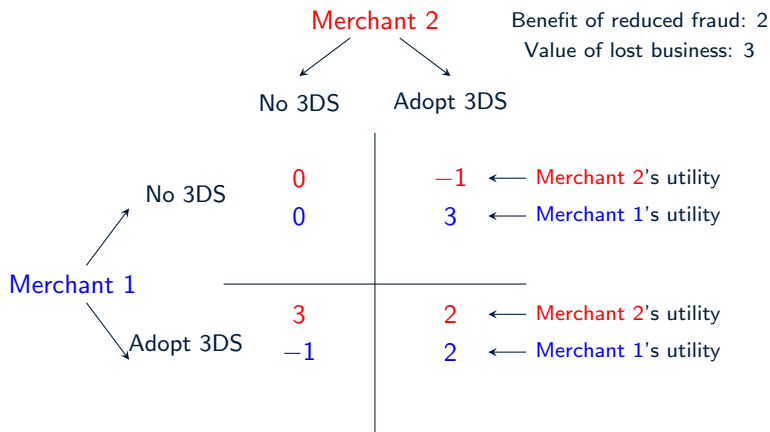 Merchant 2
Benefit of reduced fraud: 2
Value of lost business: 3
No 3DS
Adopt 3DS
No 3DS
0
−1
Merchant 2's utility
0
3
Merchant 1's utility
Merchant 1
Adopt 3DS
3
2
Merchant 2's utility
−1
2
Merchant 1's utility